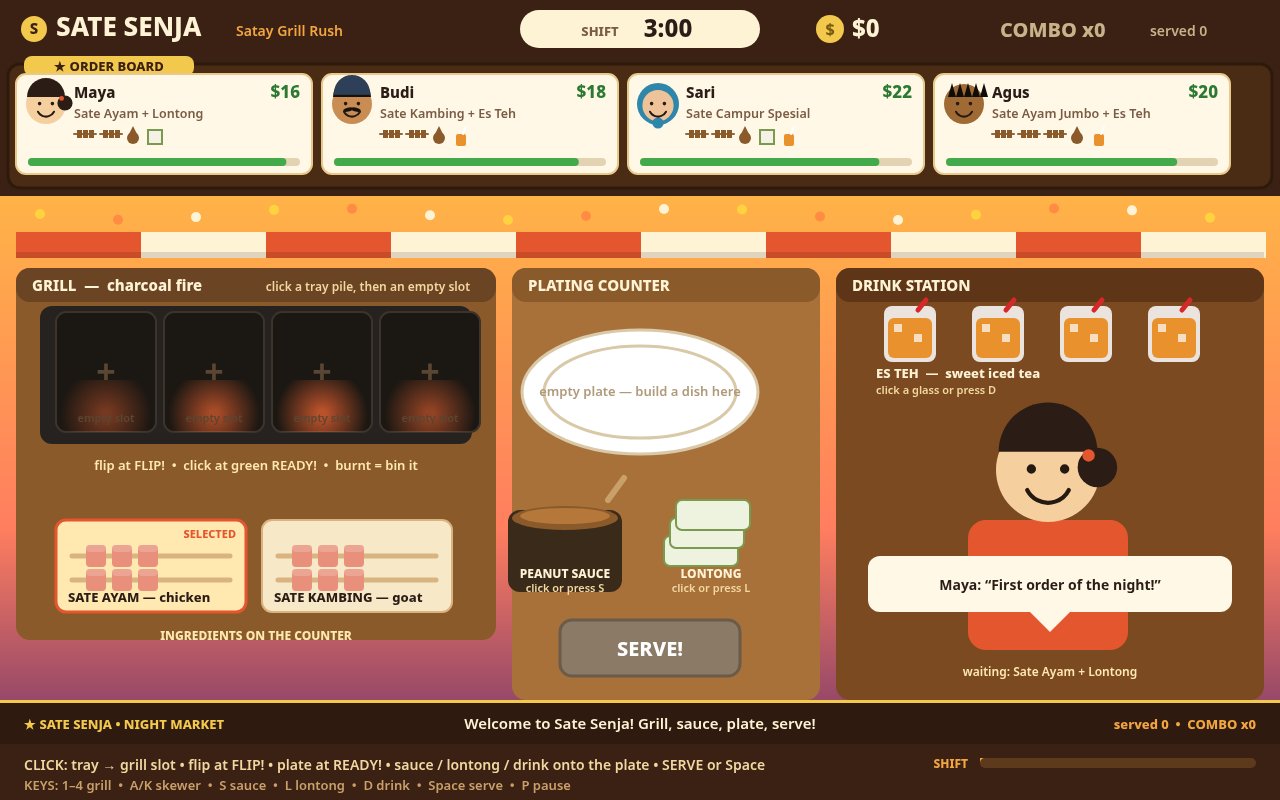 S SATE SENJA Satay Grill Rush SHIFT 3:00 $ $0 COMBO x0 served 0
★ ORDER BOARD
Maya $16
Sate Ayam + Lontong
Budi $18
Sate Kambing + Es Teh
Sari $22
Sate Campur Spesial
Agus $20
Sate Ayam Jumbo + Es Teh
GRILL — charcoal fire click a tray pile, then an empty slot
+ + + +
empty slot empty slot empty slot empty slot
flip at FLIP! • click at green READY! • burnt = bin it
SELECTED
SATE AYAM — chicken
SATE KAMBING — goat
INGREDIENTS ON THE COUNTER
PLATING COUNTER
empty plate — build a dish here
PEANUT SAUCE
click or press S
LONTONG
click or press L
SERVE!
DRINK STATION
ES TEH — sweet iced tea
click a glass or press D
Maya: “First order of the night!”
waiting: Sate Ayam + Lontong
★ SATE SENJA • NIGHT MARKET Welcome to Sate Senja! Grill, sauce, plate, serve! served 0 • COMBO x0
CLICK: tray → grill slot • flip at FLIP! • plate at READY! • sauce / lontong / drink onto the plate • SERVE or Space SHIFT
KEYS: 1–4 grill • A/K skewer • S sauce • L lontong • D drink • Space serve • P pause